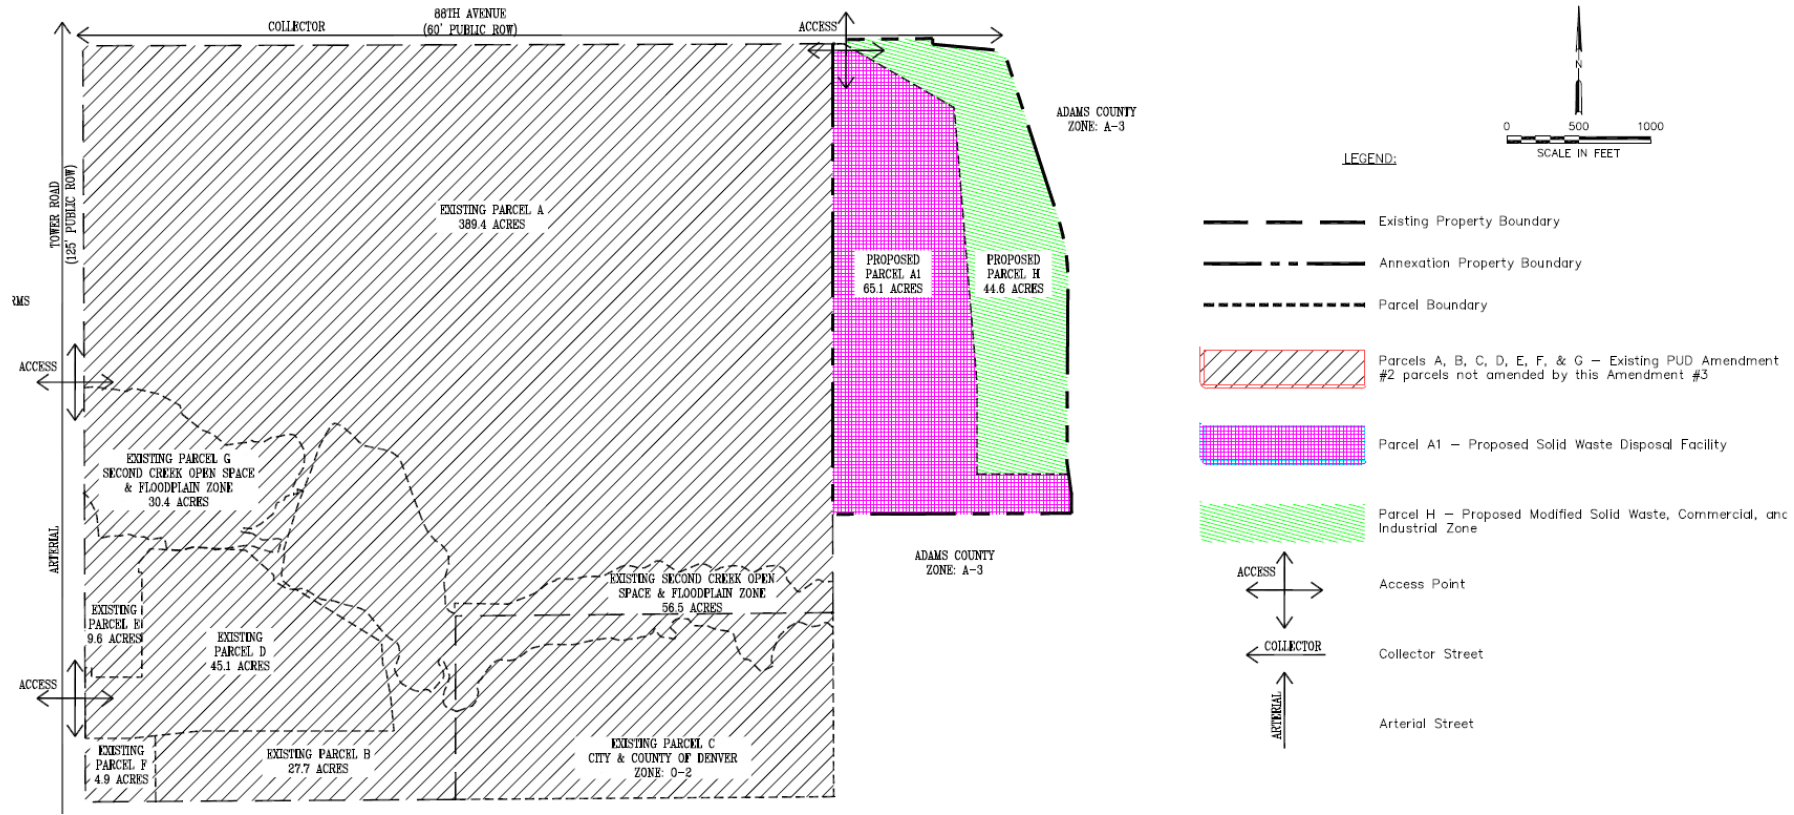 88TH AVENUE
(60' PUBLIC ROW)
COLLECTOR
ACCESS
TOWER ROAD
(125' PUBLIC ROW)
EXISTING PARCEL A
389.4 ACRES
ADAMS COUNTY
ZONE: A-3
PROPOSED
PARCEL A1
65.1 ACRES
PROPOSED
PARCEL H
44.6 ACRES
RMS
ACCESS
EXISTING PARCEL G
SECOND CREEK OPEN SPACE
& FLOODPLAIN ZONE
30.4 ACRES
ARTERIAL
ADAMS COUNTY
ZONE: A-3
EXISTING SECOND CREEK OPEN
SPACE & FLOODPLAIN ZONE
56.5 ACRES
EXISTING
PARCEL E
9.6 ACRES
EXISTING
PARCEL D
45.1 ACRES
ACCESS
EXISTING
PARCEL F
4.9 ACRES
EXISTING PARCEL B
27.7 ACRES
EXISTING PARCEL C
CITY & COUNTY OF DENVER
ZONE: O-2
N
0 500 1000
SCALE IN FEET
LEGEND:
Existing Property Boundary
Annexation Property Boundary
Parcel Boundary
Parcels A, B, C, D, E, F, & G – Existing PUD Amendment
#2 parcels not amended by this Amendment #3
Parcel A1 – Proposed Solid Waste Disposal Facility
Parcel H – Proposed Modified Solid Waste, Commercial, and
Industrial Zone
ACCESS
Access Point
COLLECTOR
Collector Street
ARTERIAL
Arterial Street